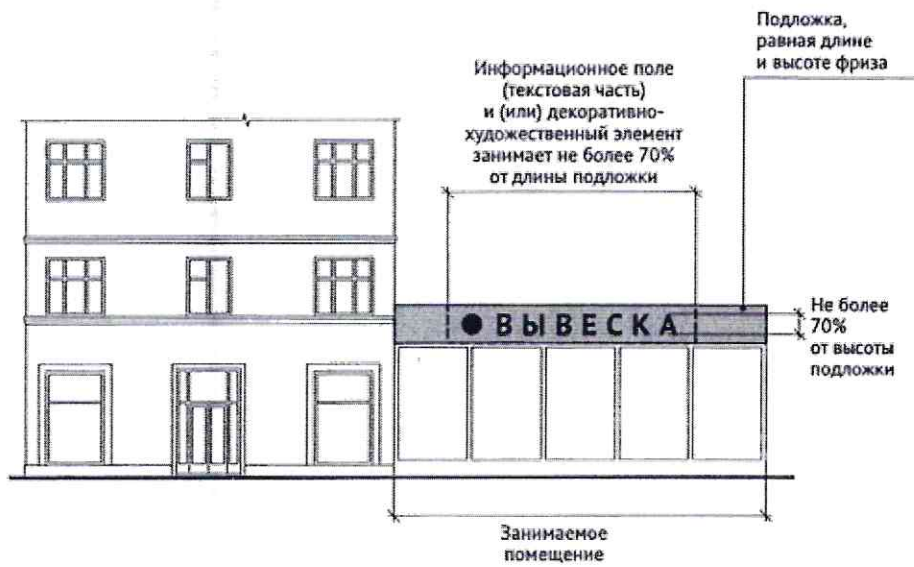 Подложка,
равная длине
и высоте фриза
Информационное поле
(текстовая часть)
и (или) декоративно-
художественный элемент
занимает не более 70%
от длины подложки
ВЫВЕСКА
Не более
70%
от высоты
подложки
Занимаемое
помещение